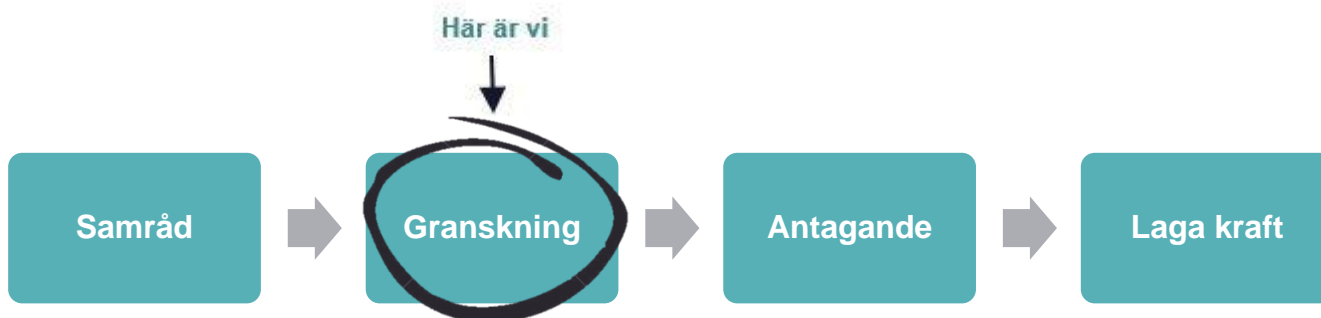 Här är vi
Samråd
Granskning
Antagande
Laga kraft